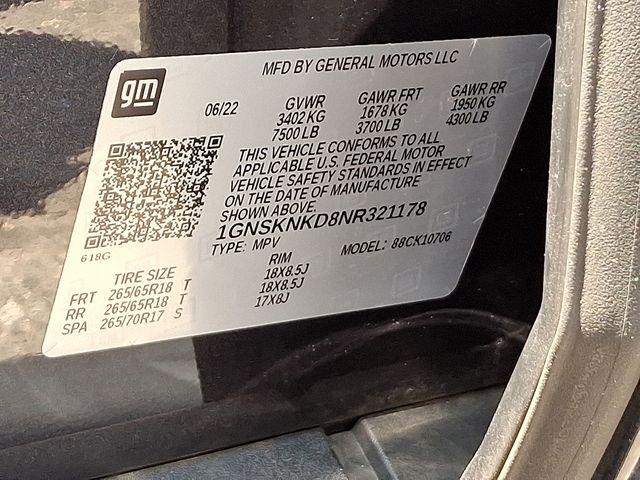 MFD BY GENERAL MOTORS LLC
gm
06/22
GVWR GAWR FRT GAWR RR
3402 KG 1678 KG 1950 KG
7500 LB 3700 LB 4300 LB
THIS VEHICLE CONFORMS TO ALL
APPLICABLE U.S. FEDERAL MOTOR
VEHICLE SAFETY STANDARDS IN EFFECT
ON THE DATE OF MANUFACTURE
SHOWN ABOVE.
1GNSKNKD8NR321178
618G
TYPE: MPV MODEL: 88CK10706
TIRE SIZE RIM
FRT 265/65R18 T 18X8.5J
RR 265/65R18 T 18X8.5J
SPA 265/70R17 S 17X8J